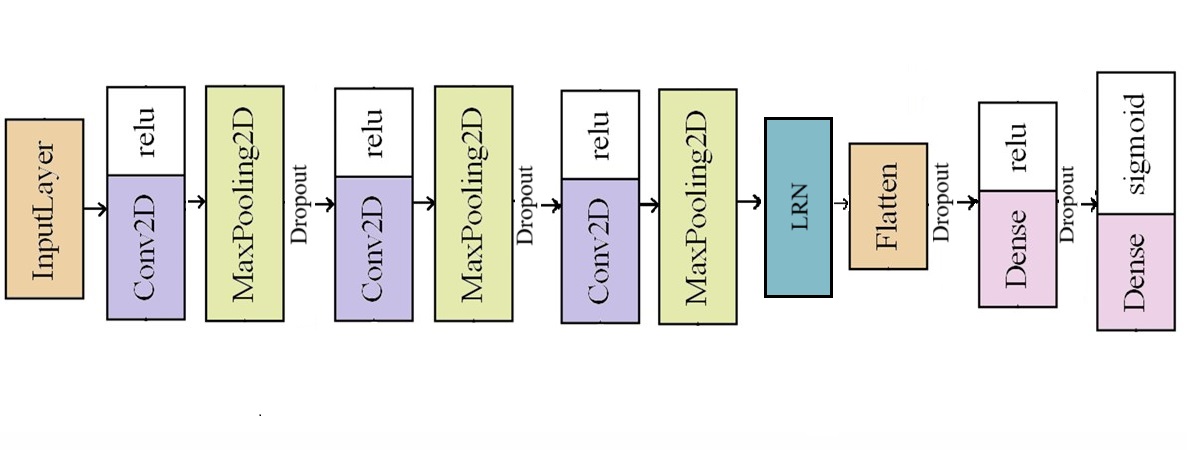 InputLayer
relu
Conv2D
MaxPooling2D
Dropout
relu
Conv2D
MaxPooling2D
Dropout
relu
Conv2D
MaxPooling2D
LRN
Flatten
Dropout
relu
Dense
Dropout
sigmoid
Dense